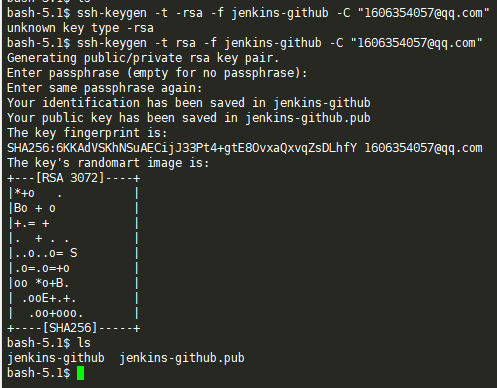 bash-5.1$ ls
bash-5.1$ ssh-keygen -t -rsa -f jenkins-github -C "1606354057@qq.com"
unknown key type -rsa
bash-5.1$ ssh-keygen -t rsa -f jenkins-github -C "1606354057@qq.com"
Generating public/private rsa key pair.
Enter passphrase (empty for no passphrase):
Enter same passphrase again:
Your identification has been saved in jenkins-github
Your public key has been saved in jenkins-github.pub
The key fingerprint is:
SHA256:6KKAdVSKhNSuAECijJ33Pt4+gtE8OvxaQxvqZsDLhfY 1606354057@qq.com
The key's randomart image is:
+---[RSA 3072]----+
|*+o   .          |
|Bo + o           |
|+.= +            |
|.  + . .         |
|..o..o= S        |
|.o=.o=+o         |
|oo *o+B.         |
| .ooE+.+.        |
|  .oo+ooo.       |
+----[SHA256]-----+
bash-5.1$ ls
jenkins-github  jenkins-github.pub
bash-5.1$